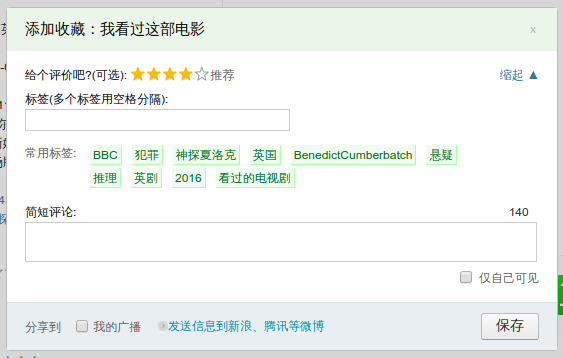 添加收藏：我看过这部电影 x
给个评价吧?(可选): 推荐 缩起 ▲
标签(多个标签用空格分隔):
常用标签: BBC 犯罪 神探夏洛克 英国 BenedictCumberbatch 悬疑
推理 英剧 2016 看过的电视剧
简短评论: 140
仅自己可见
分享到 我的广播 发送信息到新浪、腾讯等微博 保存